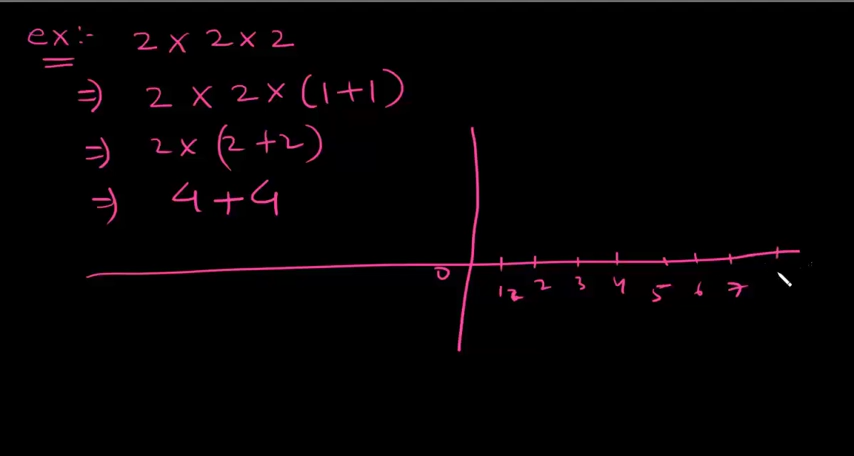 ex:- 2 × 2 × 2
⇒ 2 × 2 × (1+1)
⇒ 2 × (2+2)
⇒ 4+4
0 1 2 2 3 4 5 6 7